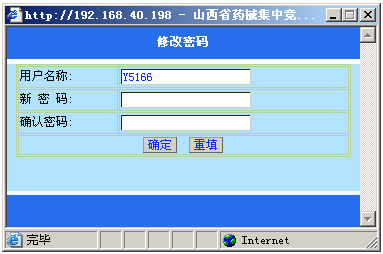 http://192.168.40.198 - 山西省药械集中竞...
修改密码
用户名称: Y5166
新 密 码:
确认密码:
确定 重填
完毕 Internet